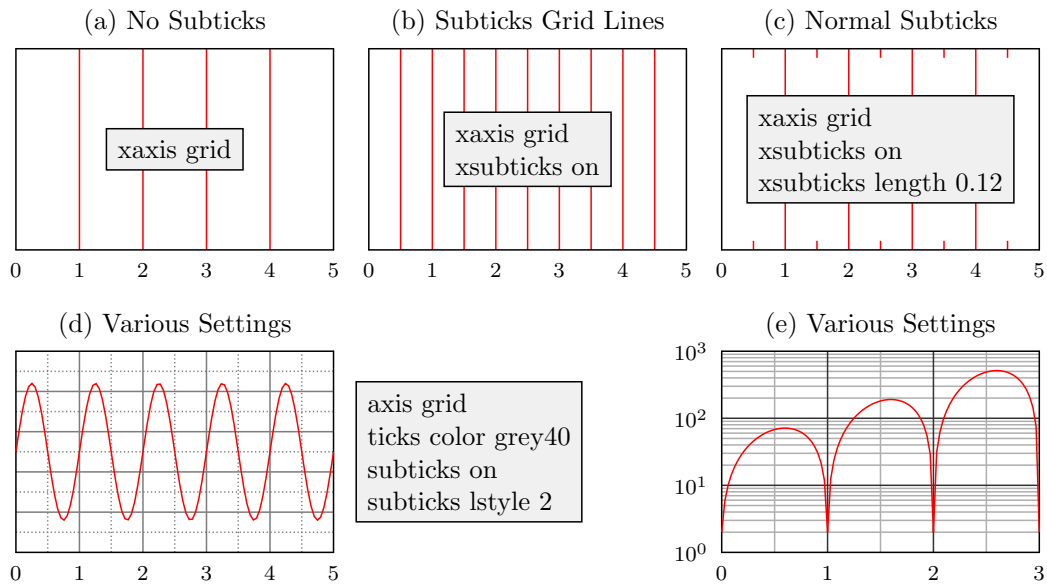 (a) No Subticks
(b) Subticks Grid Lines
(c) Normal Subticks
xaxis grid
xaxis grid
xsubticks on
xaxis grid
xsubticks on
xsubticks length 0.12
0 1 2 3 4 5
0 1 2 3 4 5
0 1 2 3 4 5
(d) Various Settings
(e) Various Settings
axis grid
ticks color grey40
subticks on
subticks lstyle 2
0 1 2 3 4 5
10³
10²
10¹
10⁰
0 1 2 3